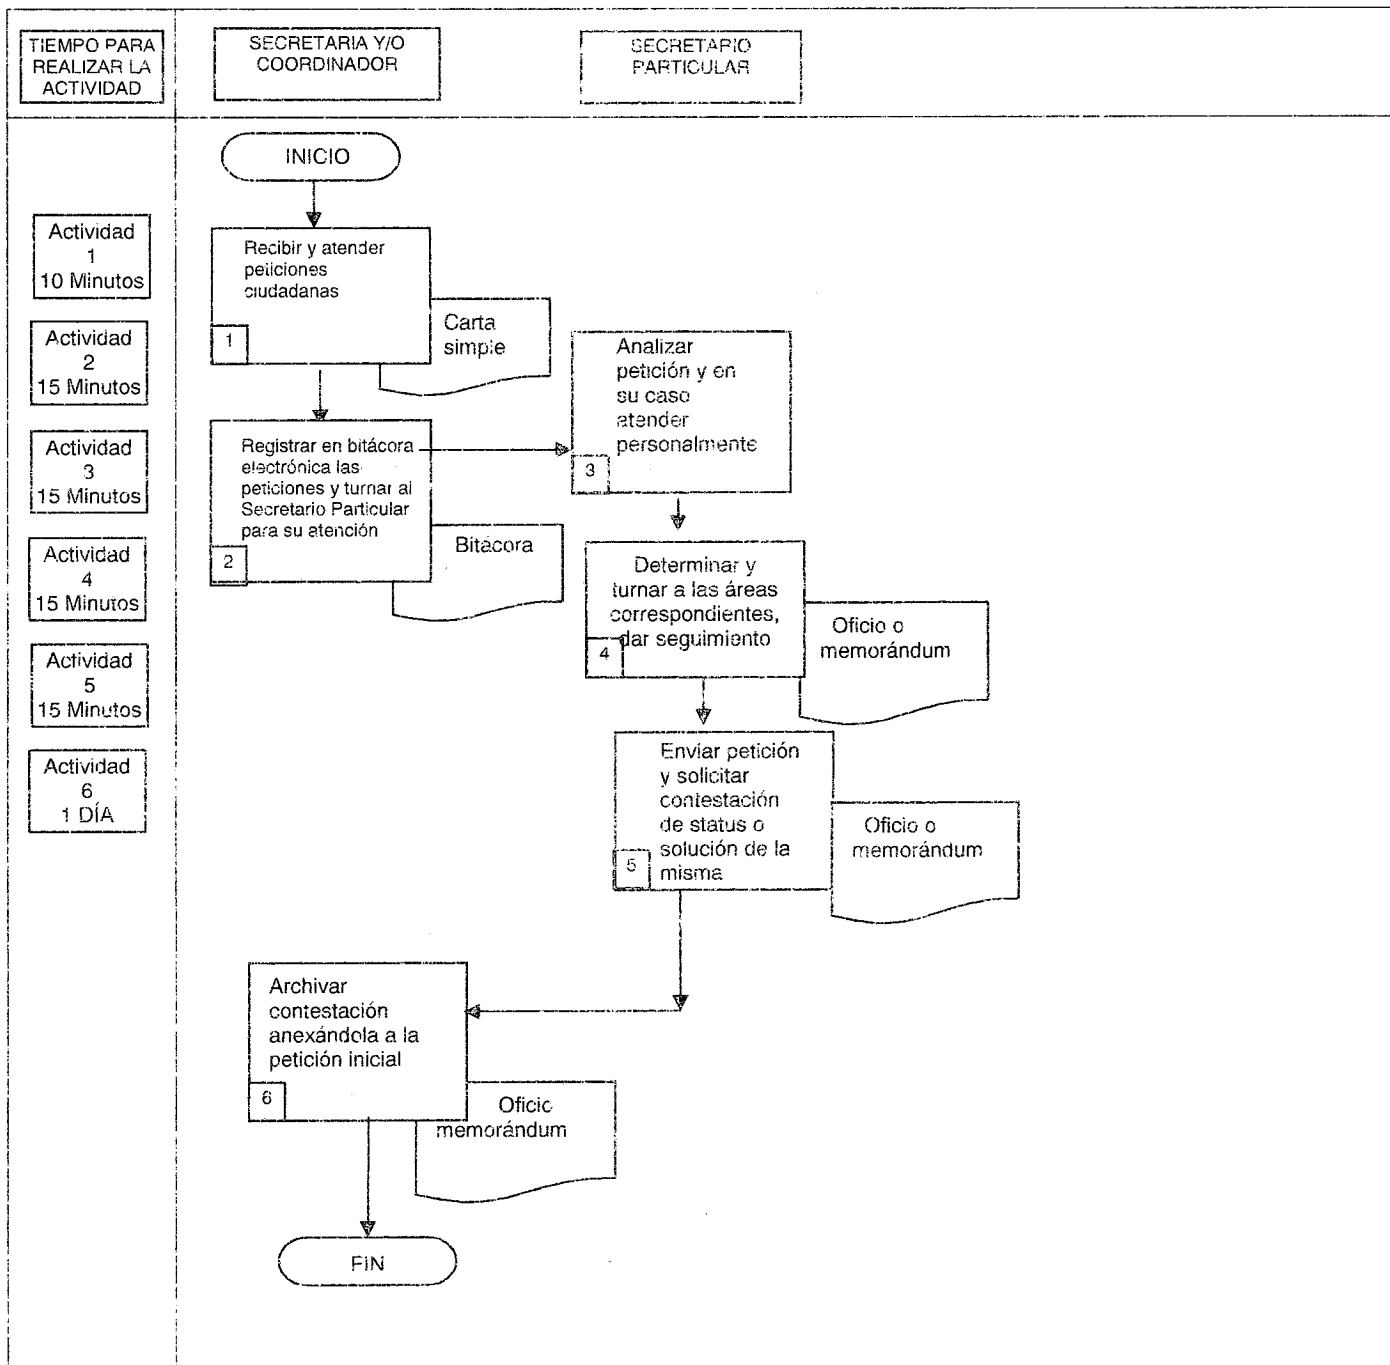 TIEMPO PARA
REALIZAR LA
ACTIVIDAD
SECRETARIA Y/O
COORDINADOR
SECRETARIO
PARTICULAR
INICIO
Actividad
1
10 Minutos
Actividad
2
15 Minutos
Actividad
3
15 Minutos
Actividad
4
15 Minutos
Actividad
5
15 Minutos
Actividad
6
1 DÍA
Recibir y atender
peticiones
ciudadanas
1
Carta
simple
Registrar en bitácora
electrónica las
peticiones y turnar al
Secretario Particular
para su atención
2
Bitácora
Analizar
petición y en
su caso
atender
personalmente
3
Determinar y
turnar a las áreas
correspondientes,
dar seguimiento
4
Oficio o
memorándum
Enviar petición
y solicitar
contestación
de status o
solución de la
misma
5
Oficio o
memorándum
Archivar
contestación
anexándola a la
petición inicial
6
Oficio
memorándum
FIN